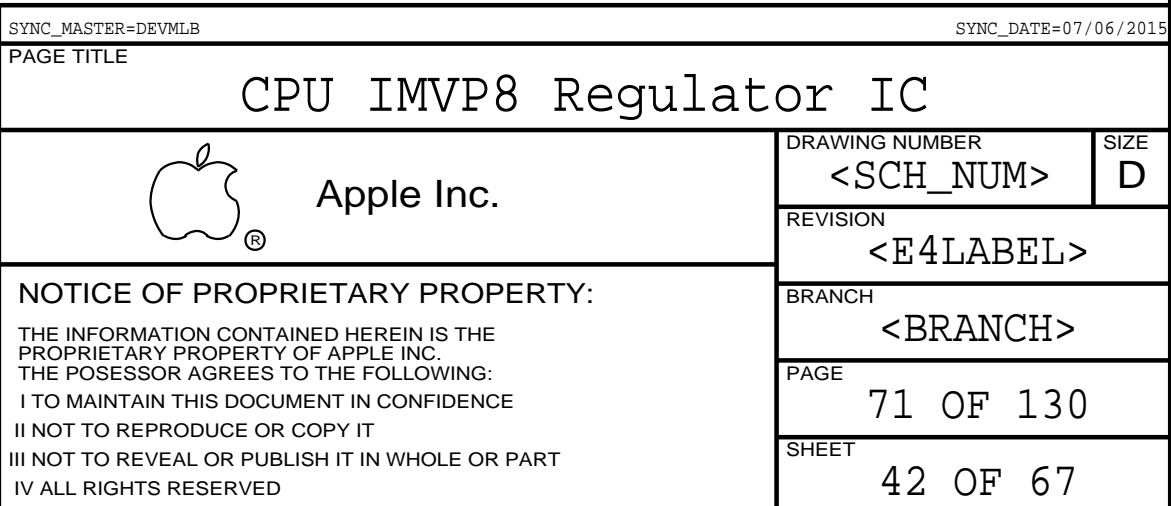 SYNC_MASTER=DEVMLB
SYNC_DATE=07/06/2015
PAGE TITLE
CPU IMVP8 Regulator IC
Apple Inc.
®
DRAWING NUMBER
<SCH_NUM>
SIZE
D
REVISION
<E4LABEL>
NOTICE OF PROPRIETARY PROPERTY:
THE INFORMATION CONTAINED HEREIN IS THE
PROPRIETARY PROPERTY OF APPLE INC.
THE POSESSOR AGREES TO THE FOLLOWING:
I TO MAINTAIN THIS DOCUMENT IN CONFIDENCE
II NOT TO REPRODUCE OR COPY IT
III NOT TO REVEAL OR PUBLISH IT IN WHOLE OR PART
IV ALL RIGHTS RESERVED
BRANCH
<BRANCH>
PAGE
71 OF 130
SHEET
42 OF 67